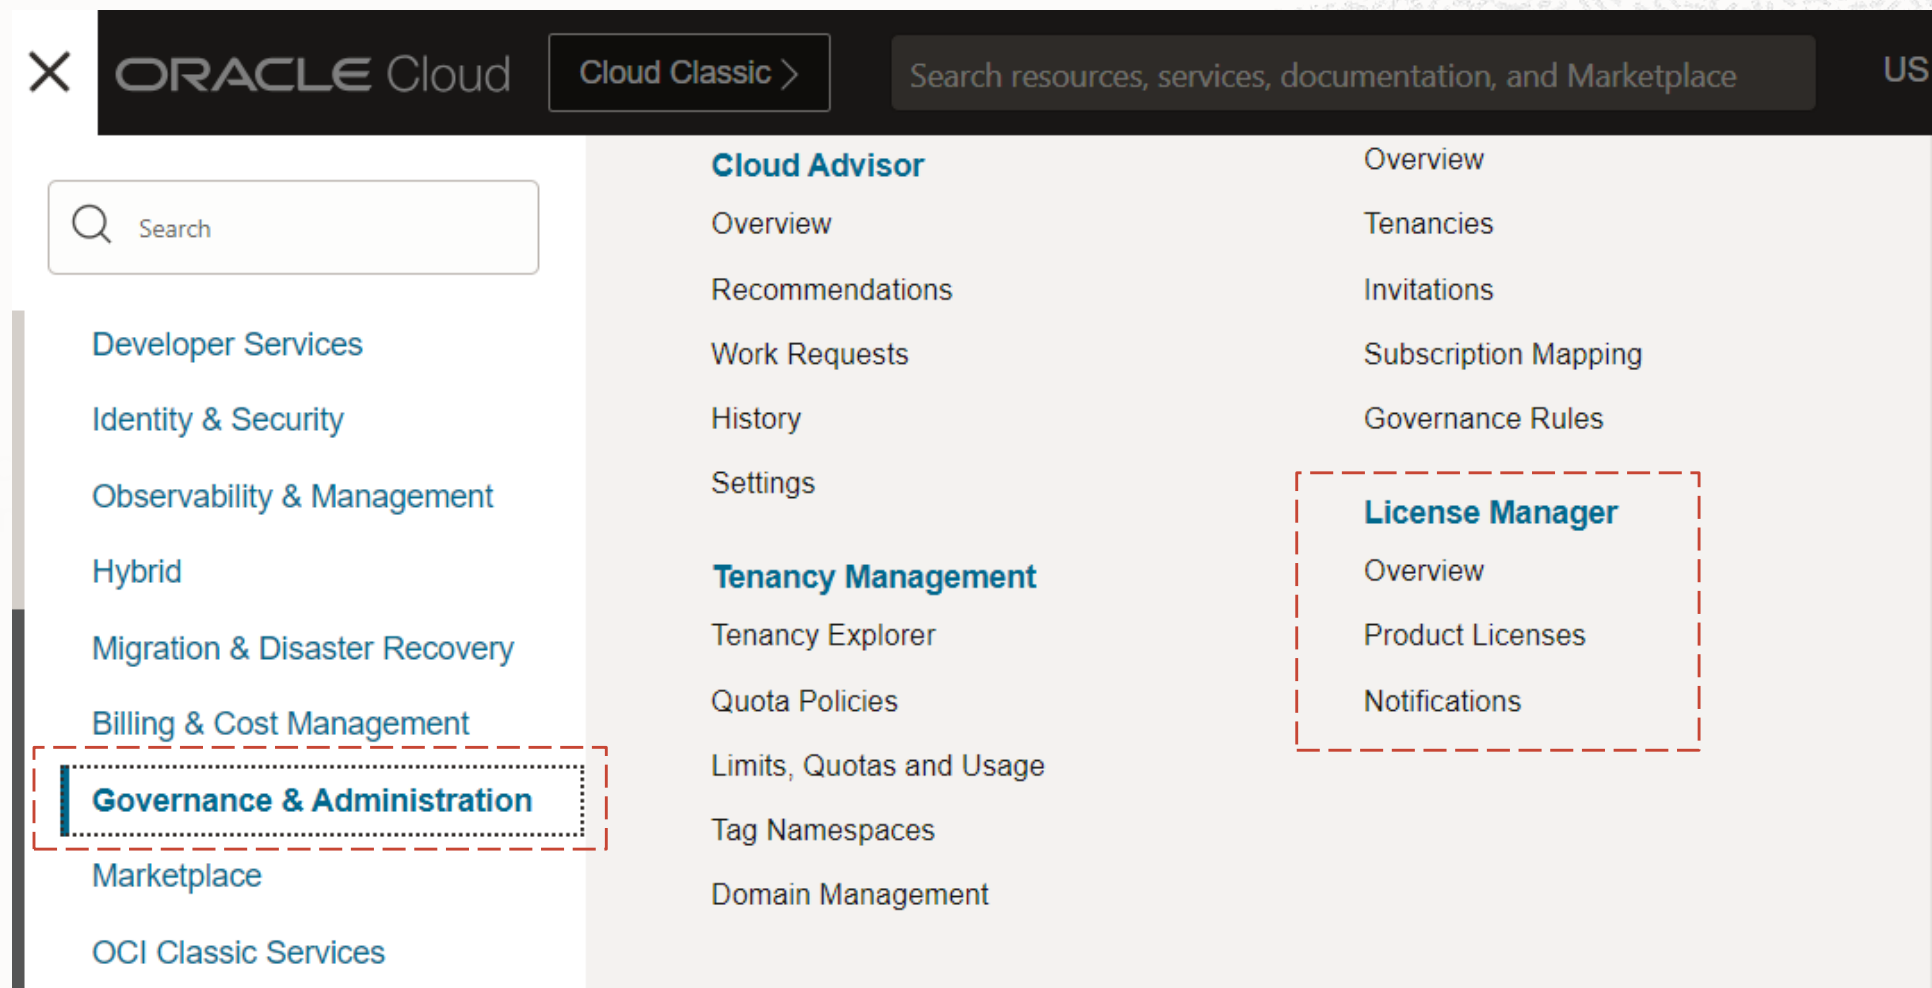 ORACLE Cloud
Cloud Classic >
Search resources, services, documentation, and Marketplace
US
Search
Developer Services
Identity & Security
Observability & Management
Hybrid
Migration & Disaster Recovery
Billing & Cost Management
Governance & Administration
Marketplace
OCI Classic Services
Cloud Advisor
Overview
Recommendations
Work Requests
History
Settings
Tenancy Management
Tenancy Explorer
Quota Policies
Limits, Quotas and Usage
Tag Namespaces
Domain Management
Overview
Tenancies
Invitations
Subscription Mapping
Governance Rules
License Manager
Overview
Product Licenses
Notifications